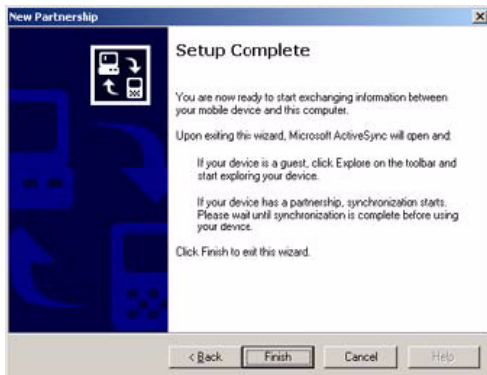 New Partnership
Setup Complete
You are now ready to start exchanging information between
your mobile device and this computer.
Upon exiting this wizard, Microsoft ActiveSync will open and:
If your device is a guest, click Explore on the toolbar and
start exploring your device.
If your device has a partnership, synchronization starts.
Please wait until synchronization is complete before using
your device.
Click Finish to exit this wizard.
< Back
Finish
Cancel
Help